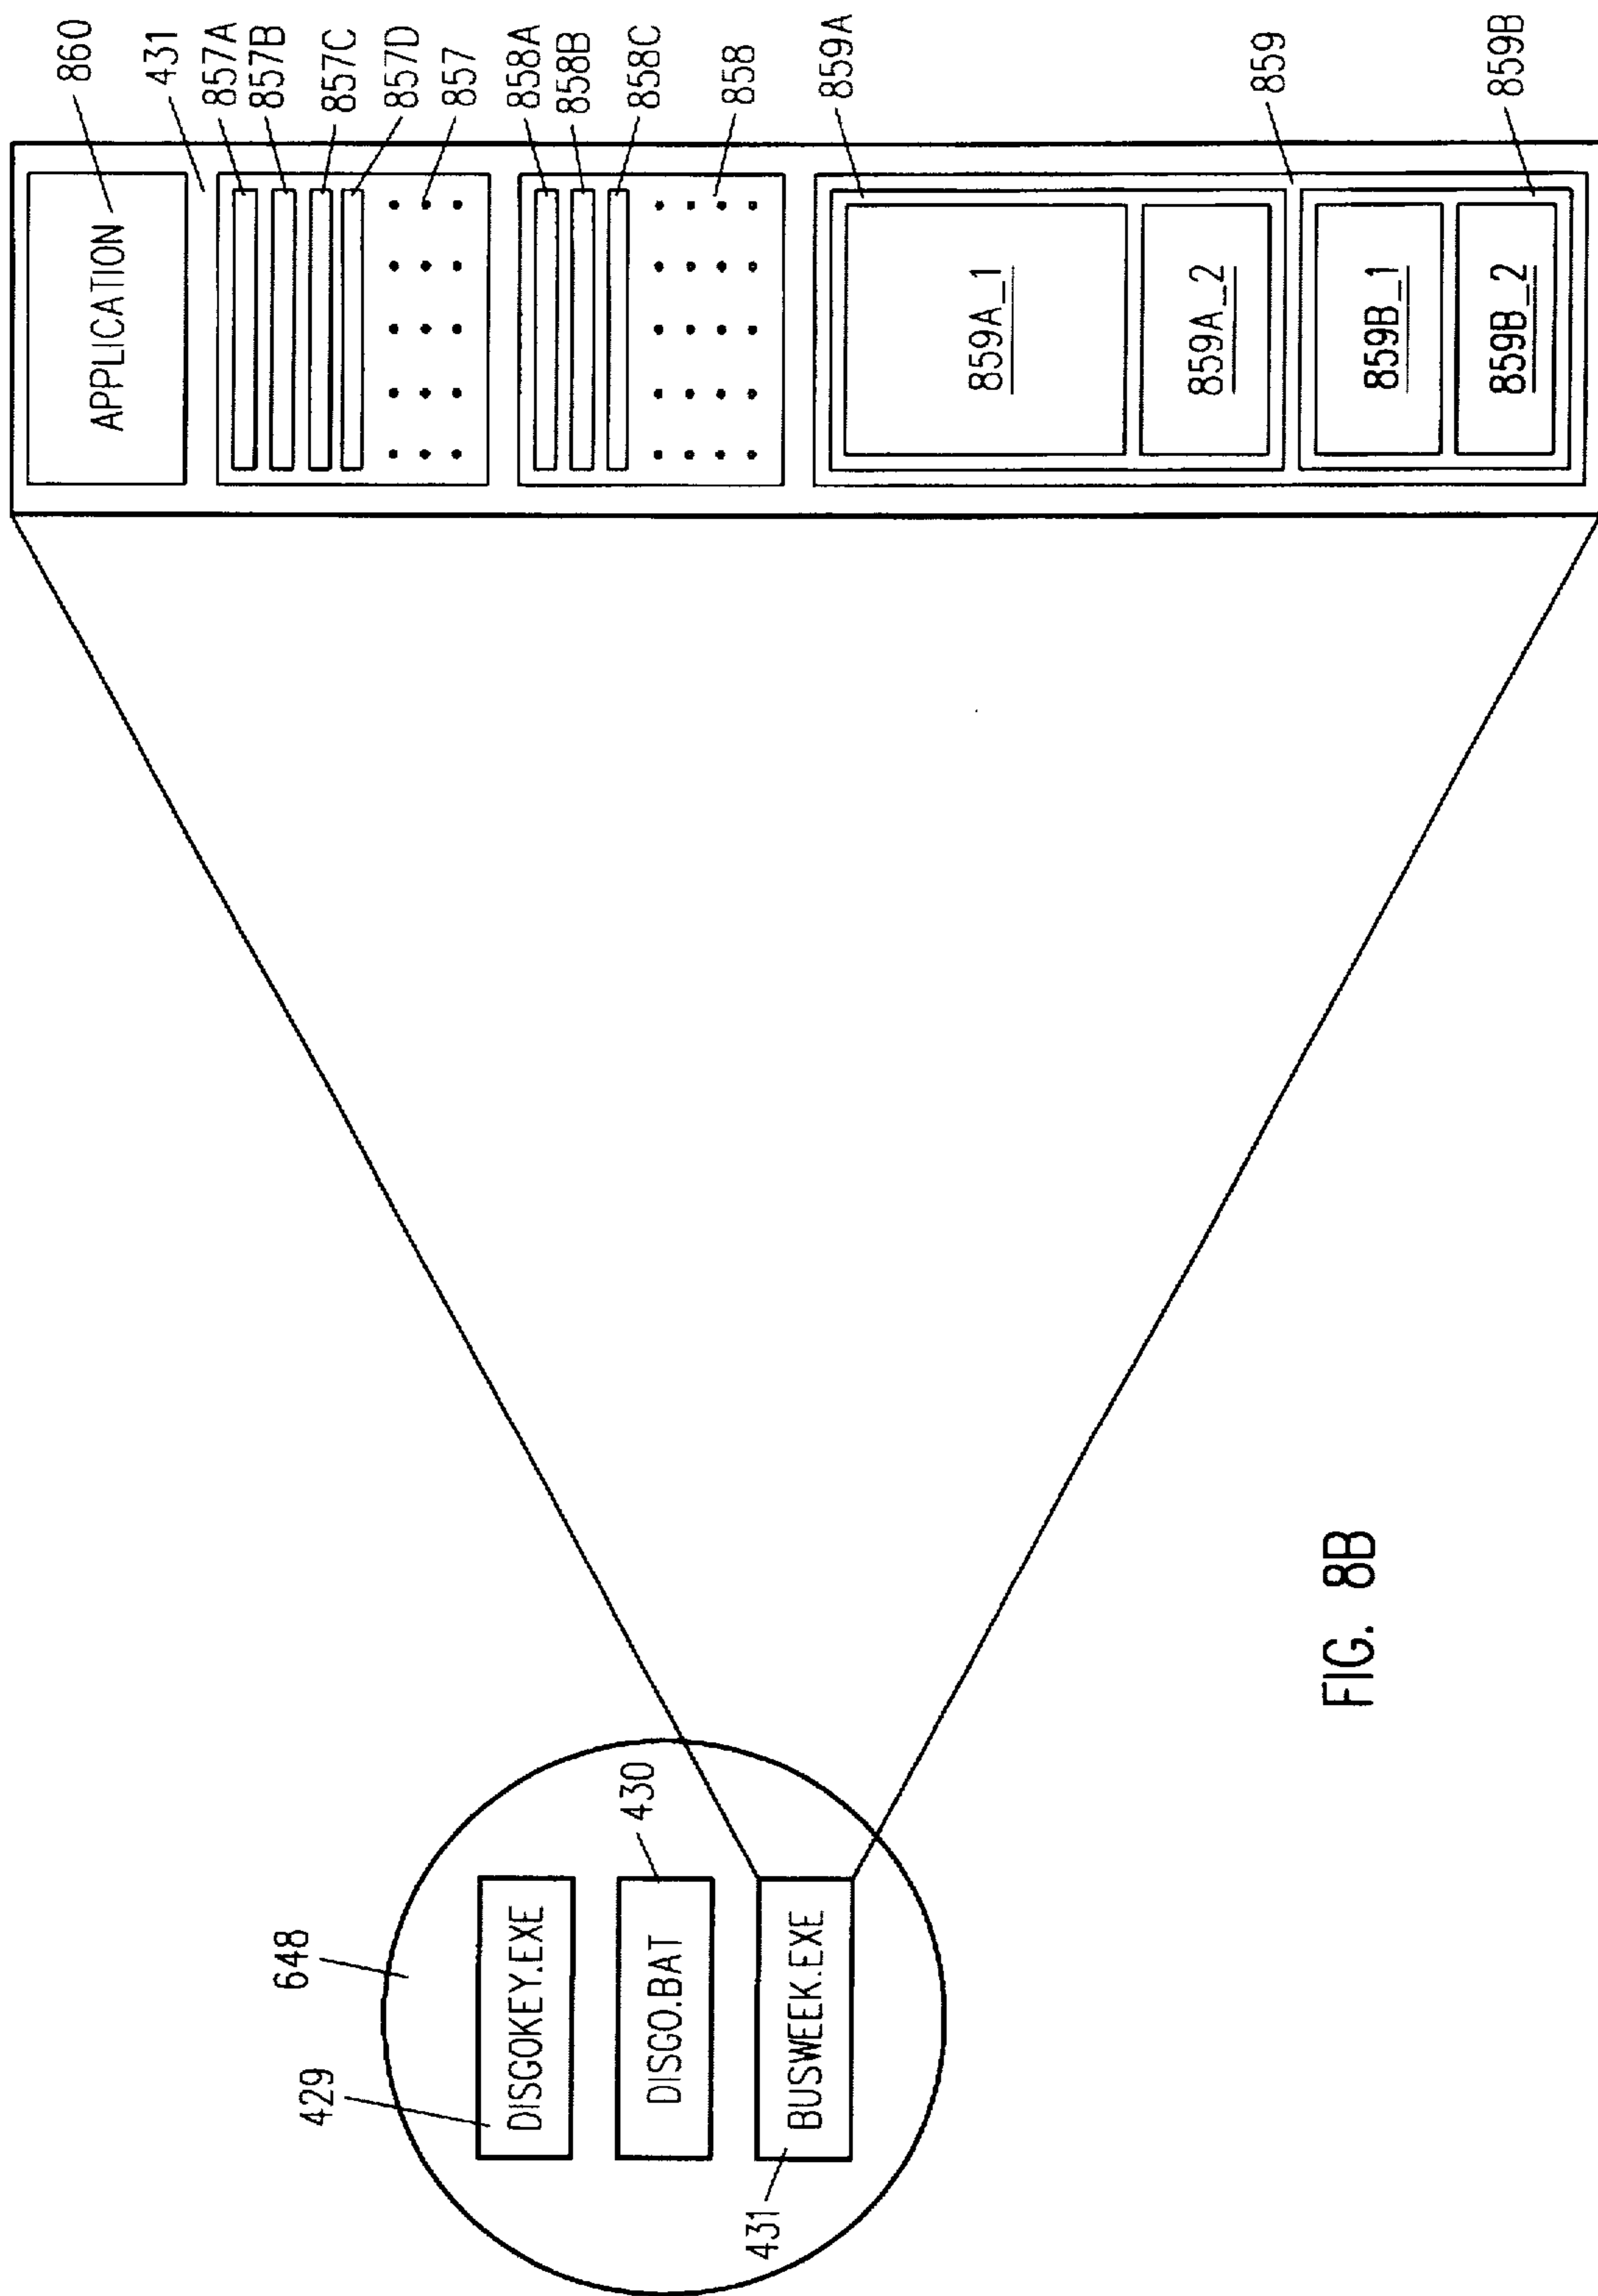 648
429
DISGOKEY.EXE
DISGO.BAT
430
431
BUSWEEK.EXE
APPLICATION
860
431
857A
857B
857C
857D
857
858A
858B
858C
858
859A
859A_1
859A_2
859
859B_1
859B_2
859B
FIG. 8B